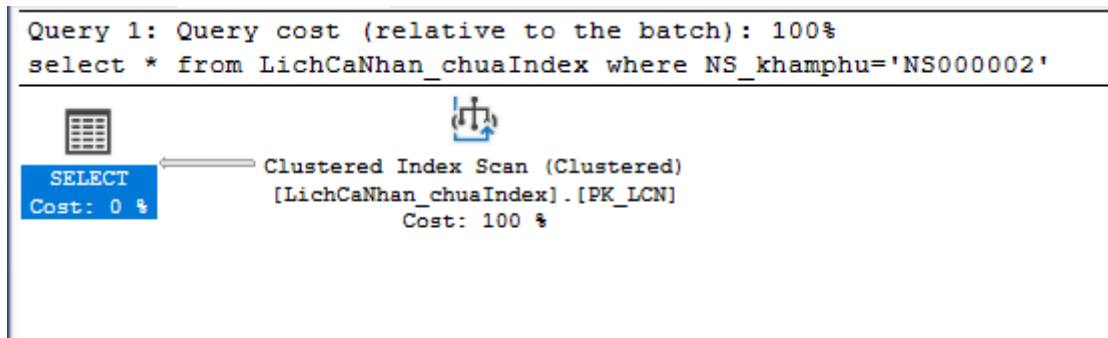 Query 1: Query cost (relative to the batch): 100%
select * from LichCaNhan_chuaIndex where NS_khamphu='NS000002'
SELECT
Cost: 0 %
Clustered Index Scan (Clustered)
[LichCaNhan_chuaIndex].[PK_LCN]
Cost: 100 %